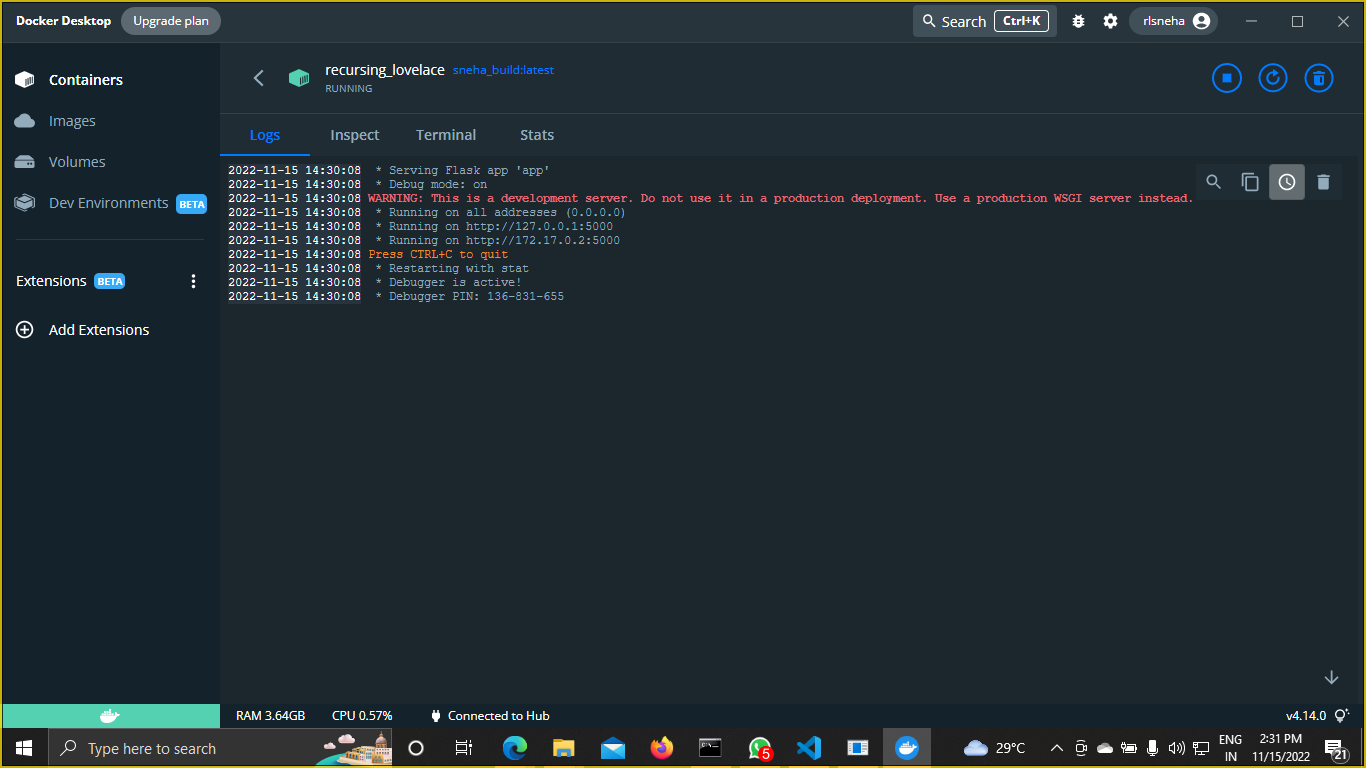 Docker Desktop Upgrade plan Search Ctrl+K rlsneha
Containers
Images
Volumes
Dev Environments BETA
Extensions BETA
Add Extensions
recursing_lovelace sneha_build:latest
RUNNING
Logs Inspect Terminal Stats
2022-11-15 14:30:08 * Serving Flask app 'app'
2022-11-15 14:30:08 * Debug mode: on
2022-11-15 14:30:08 WARNING: This is a development server. Do not use it in a production deployment. Use a production WSGI server instead.
2022-11-15 14:30:08 * Running on all addresses (0.0.0.0)
2022-11-15 14:30:08 * Running on http://127.0.0.1:5000
2022-11-15 14:30:08 * Running on http://172.17.0.2:5000
2022-11-15 14:30:08 Press CTRL+C to quit
2022-11-15 14:30:08 * Restarting with stat
2022-11-15 14:30:08 * Debugger is active!
2022-11-15 14:30:08 * Debugger PIN: 136-831-655
RAM 3.64GB CPU 0.57% Connected to Hub v4.14.0
Type here to search 5 29°C ENG 2:31 PM
IN 11/15/2022 21